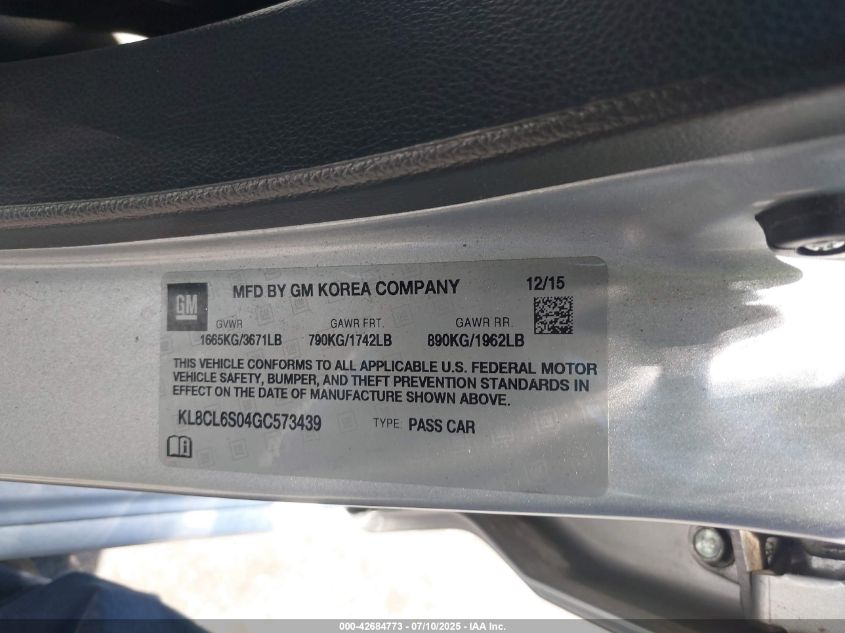 GM
MFD BY GM KOREA COMPANY 12/15
GVWR GAWR FRT. GAWR RR.
1665KG/3671LB 790KG/1742LB 890KG/1962LB
THIS VEHICLE CONFORMS TO ALL APPLICABLE U.S. FEDERAL MOTOR
VEHICLE SAFETY, BUMPER, AND THEFT PREVENTION STANDARDS IN
EFFECT ON THE DATE OF MANUFACTURE SHOWN ABOVE.
KL8CL6S04GC573439 TYPE: PASS CAR
000-42684773 - 07/10/2025 - IAA Inc.